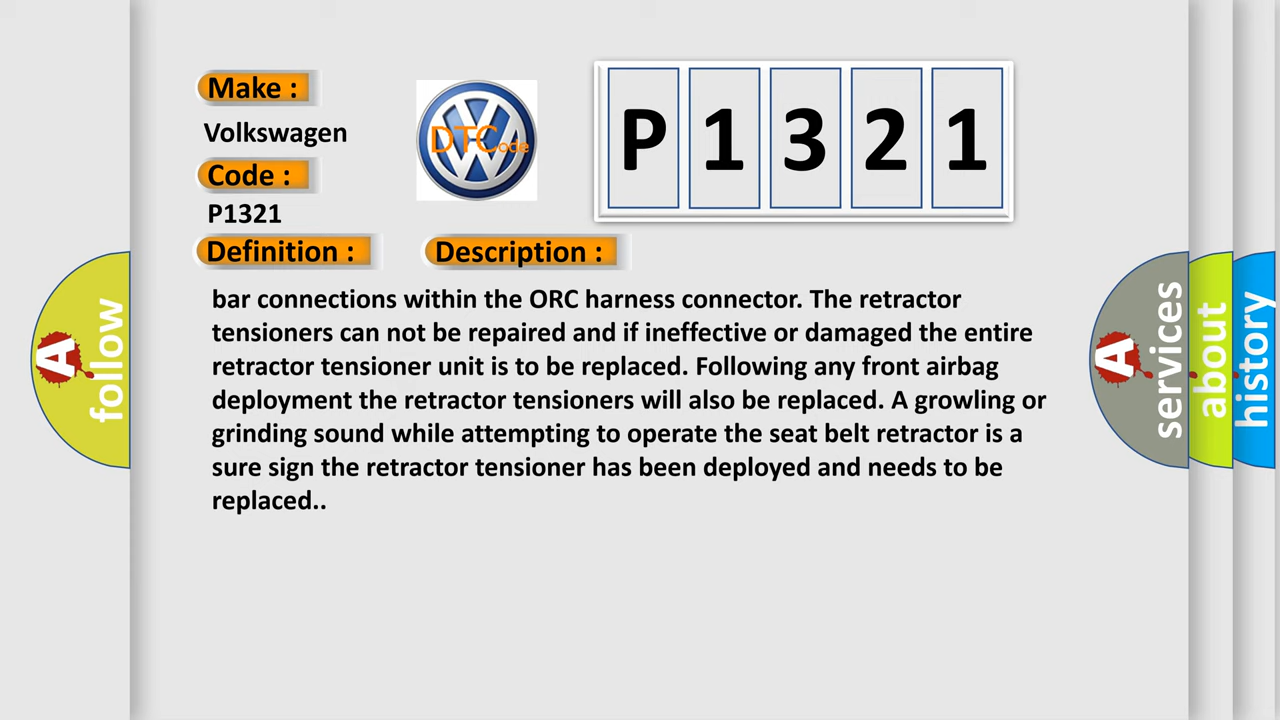 Make :
Volkswagen
Code :
P1321
Definition :
Description :
DTCode
P1321
bar connections within the ORC harness connector. The retractor
tensioners can not be repaired and if ineffective or damaged the entire
retractor tensioner unit is to be replaced. Following any front airbag
deployment the retractor tensioners will also be replaced. A growling or
grinding sound while attempting to operate the seat belt retractor is a
sure sign the retractor tensioner has been deployed and needs to be
replaced..
A
follow
A
services
about
history